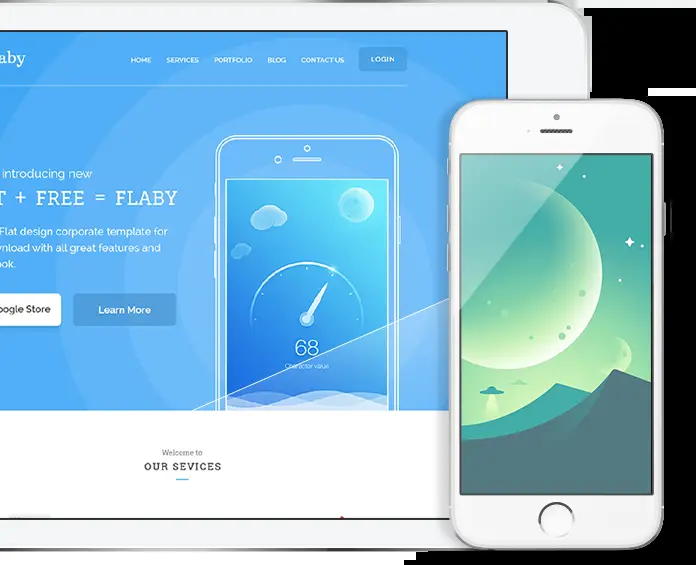 aby
HOME SERVICES PORTFOLIO BLOG CONTACT US LOGIN
introducing new
T + FREE = FLABY
Flat design corporate template for
wnload with all great features and
ook.
oogle Store Learn More
68
Character value
Welcome to
OUR SEVICES